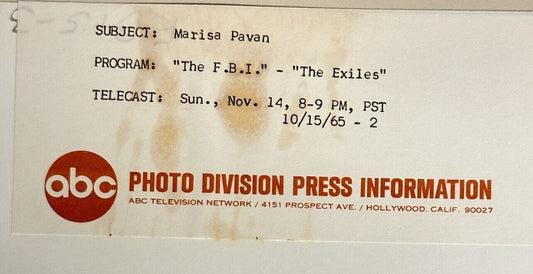 SUBJECT: Marisa Pavan
PROGRAM: "The F.B.I." - "The Exiles"
TELECAST: Sun., Nov. 14, 8-9 PM, PST
10/15/65 - 2
abc PHOTO DIVISION PRESS INFORMATION
ABC TELEVISION NETWORK / 4151 PROSPECT AVE. / HOLLYWOOD, CALIF. 90027